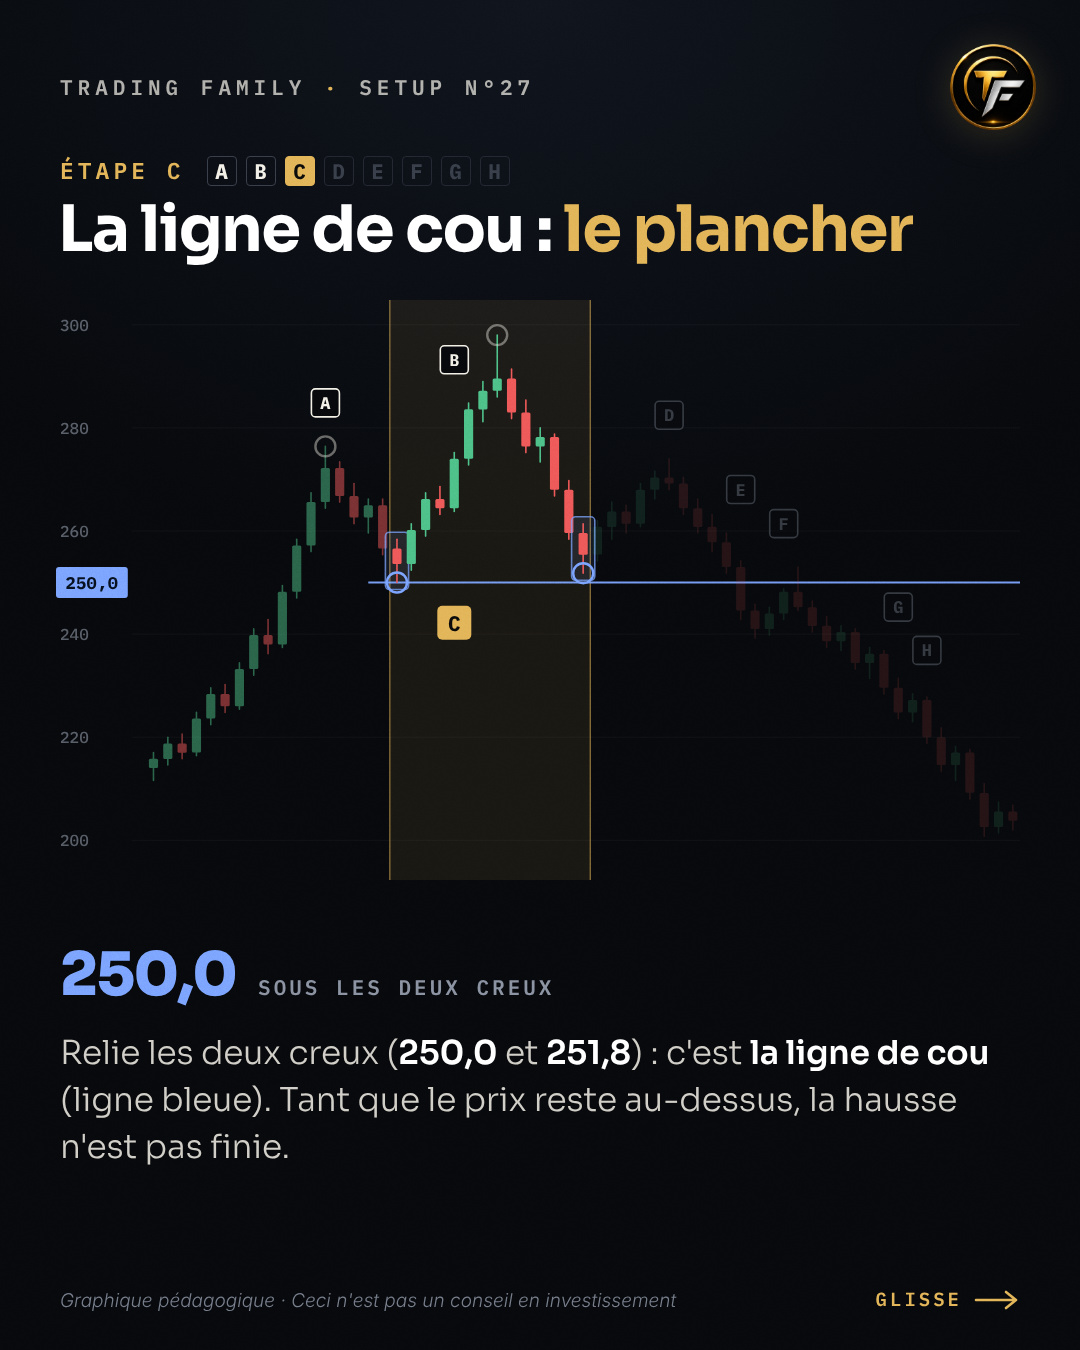 TRADING FAMILY · SETUP N°27
TF
ÉTAPE C A B C D E F G H
La ligne de cou : le plancher
300
280
260
250,0
240
220
200
A
B
C
D
E
F
G
H
250,0 SOUS LES DEUX CREUX
Relie les deux creux (250,0 et 251,8) : c'est la ligne de cou
(ligne bleue). Tant que le prix reste au-dessus, la hausse
n'est pas finie.
Graphique pédagogique · Ceci n'est pas un conseil en investissement
GLISSE →